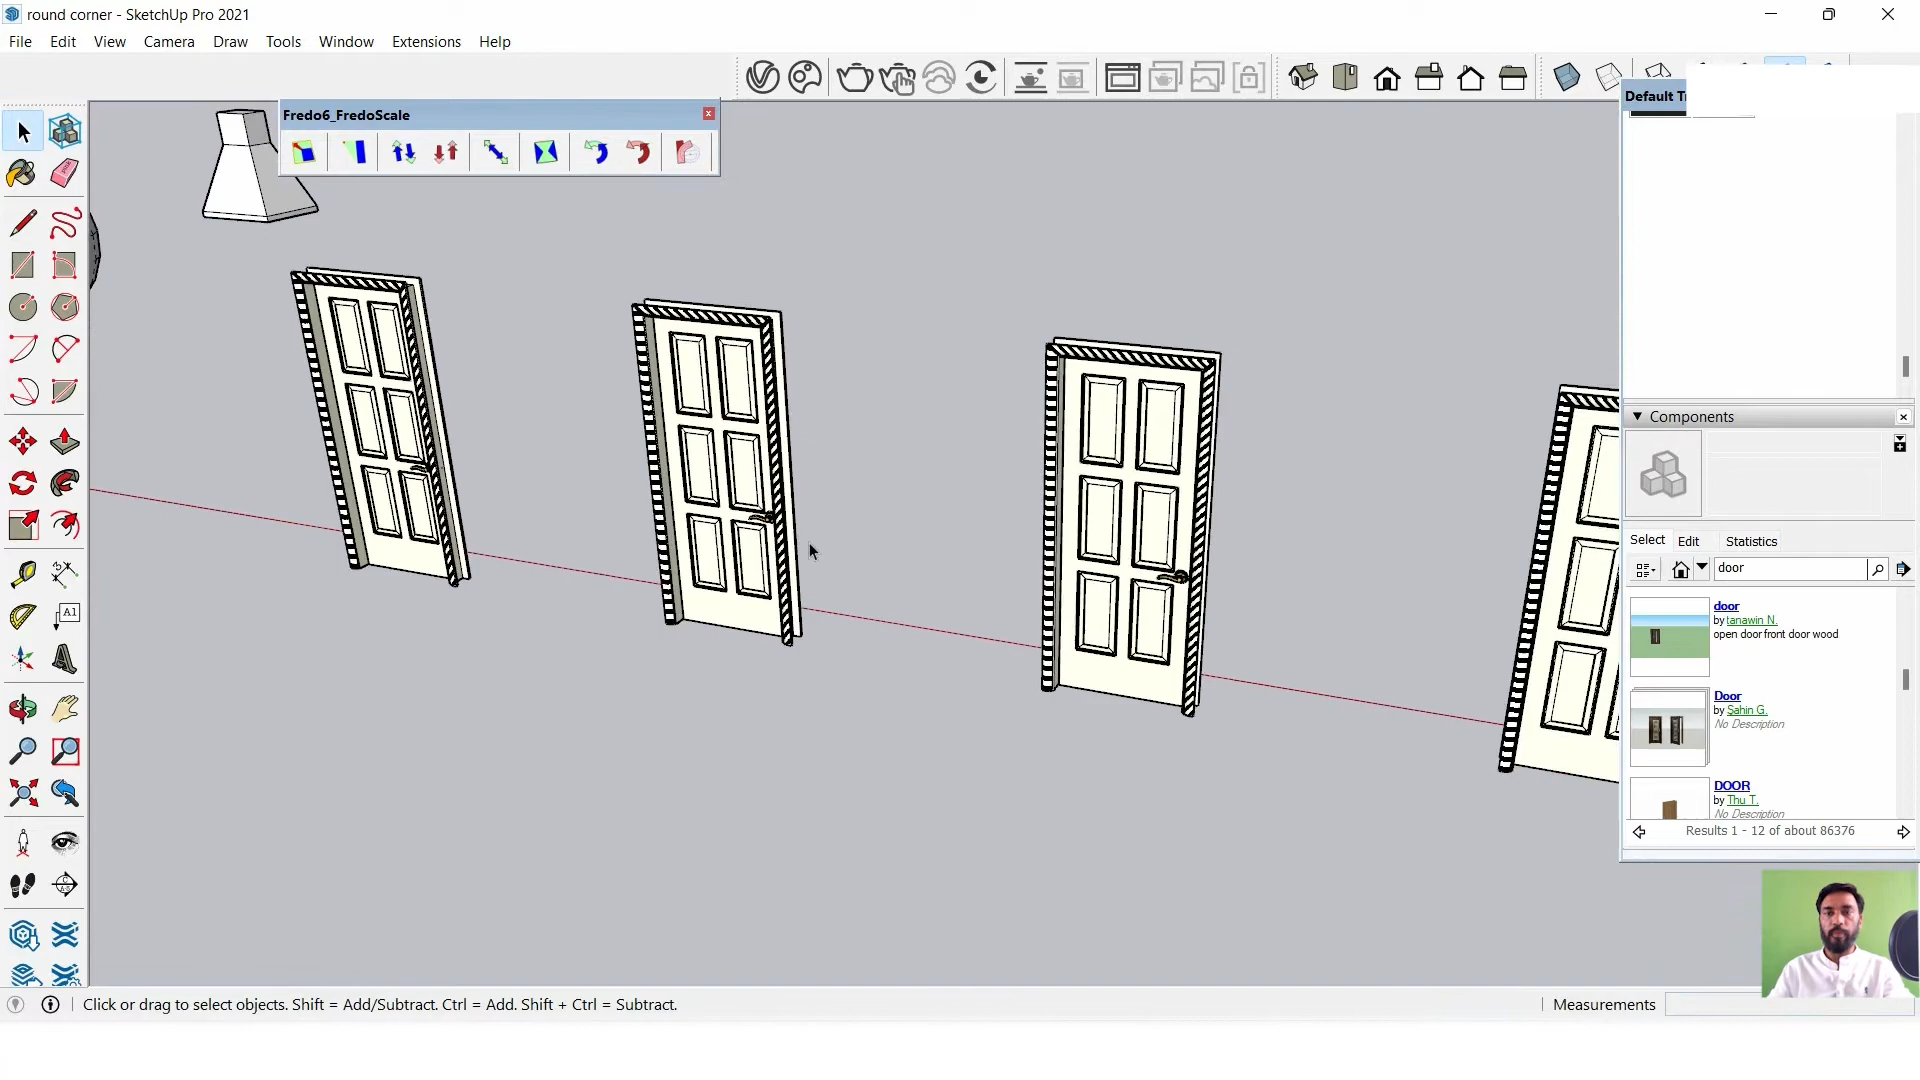 round corner - SketchUp Pro 2021
File Edit View Camera Draw Tools Window Extensions Help
Fredo6_FredoScale
Default Tr
Components
Select Edit Statistics
door
door
by tanawin N.
open door front door wood
Door
by Sahin G.
No Description
DOOR
by Thu T.
No Description
Results 1 - 12 of about 86376
A1
Click or drag to select objects. Shift = Add/Subtract. Ctrl = Add. Shift + Ctrl = Subtract.
Measurements